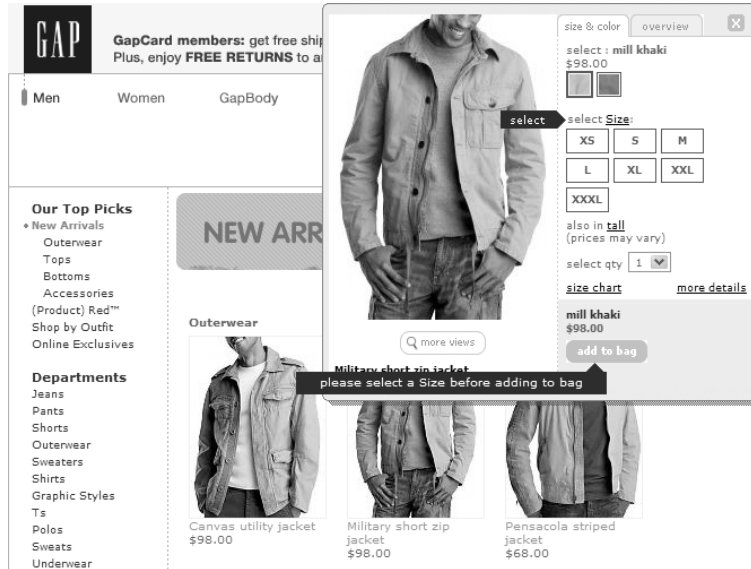 GAP
GapCard members: get free ship
Plus, enjoy FREE RETURNS to a
Men
Women
GapBody
Our Top Picks
New Arrivals
Outerwear
Tops
Bottoms
Accessories
(Product) Red™
Shop by Outfit
Online Exclusives
Departments
Jeans
Pants
Shorts
Outerwear
Sweaters
Shirts
Graphic Styles
Ts
Polos
Sweats
Underwear
NEW ARR
Outerwear
Canvas utility jacket
$98.00
Military short zip
jacket
$98.00
Pensacola striped
jacket
$68.00
more views
Military short zip jacket
size & color
overview
select : mill khaki
$98.00
select
select Size:
XS S M
L XL XXL
XXXL
also in tall
(prices may vary)
select qty 1
size chart
more details
mill khaki
$98.00
add to bag
please select a Size before adding to bag